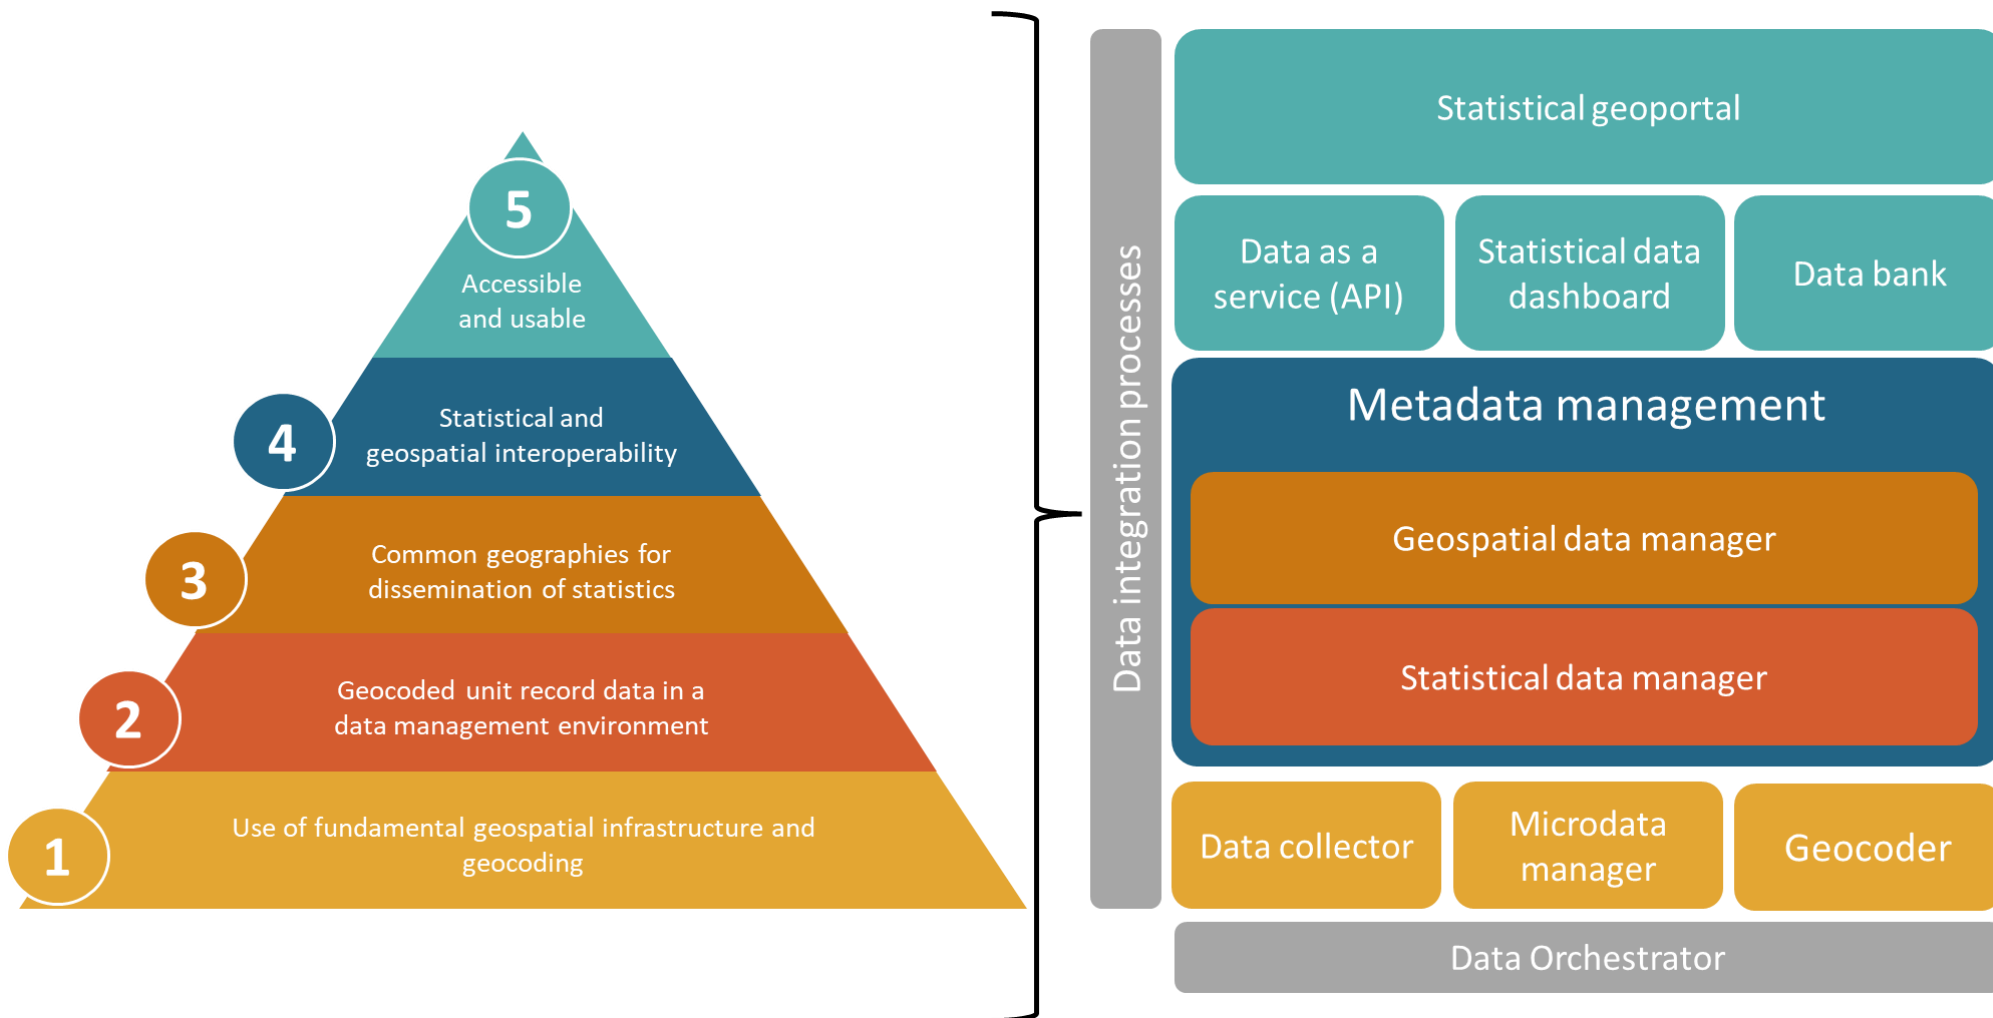 5
Accessible
and usable
4
Statistical and
geospatial interoperability
3
Common geographies for
dissemination of statistics
2
Geocoded unit record data in a
data management environment
1
Use of fundamental geospatial infrastructure and
geocoding
Data integration processes
Statistical geoportal
Data as a
service (API)
Statistical data
dashboard
Data bank
Metadata management
Geospatial data manager
Statistical data manager
Data collector
Microdata
manager
Geocoder
Data Orchestrator